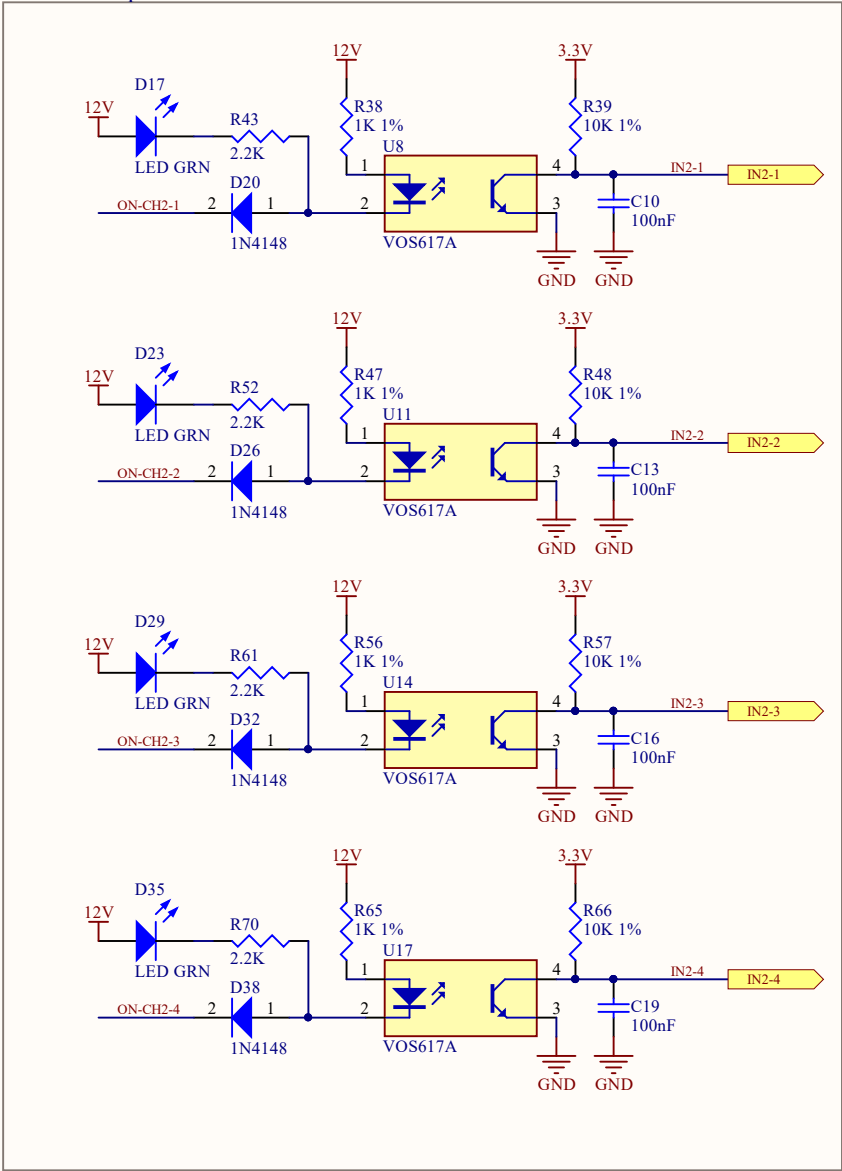 12V
3.3V
D17
12V
R43
R38
1K 1%
R39
10K 1%
U8
LED GRN
2.2K
1
4
IN2-1
IN2-1
D20
ON-CH2-1
2
1
2
3
C10
100nF
1N4148
VOS617A
GND
GND
12V
3.3V
D23
12V
R52
R47
1K 1%
R48
10K 1%
U11
LED GRN
2.2K
1
4
IN2-2
IN2-2
D26
ON-CH2-2
2
1
2
3
C13
100nF
1N4148
VOS617A
GND
GND
12V
3.3V
D29
12V
R61
R56
1K 1%
R57
10K 1%
U14
LED GRN
2.2K
1
4
IN2-3
IN2-3
D32
ON-CH2-3
2
1
2
3
C16
100nF
1N4148
VOS617A
GND
GND
12V
3.3V
D35
12V
R70
R65
1K 1%
R66
10K 1%
U17
LED GRN
2.2K
1
4
IN2-4
IN2-4
D38
ON-CH2-4
2
1
2
3
C19
100nF
1N4148
VOS617A
GND
GND